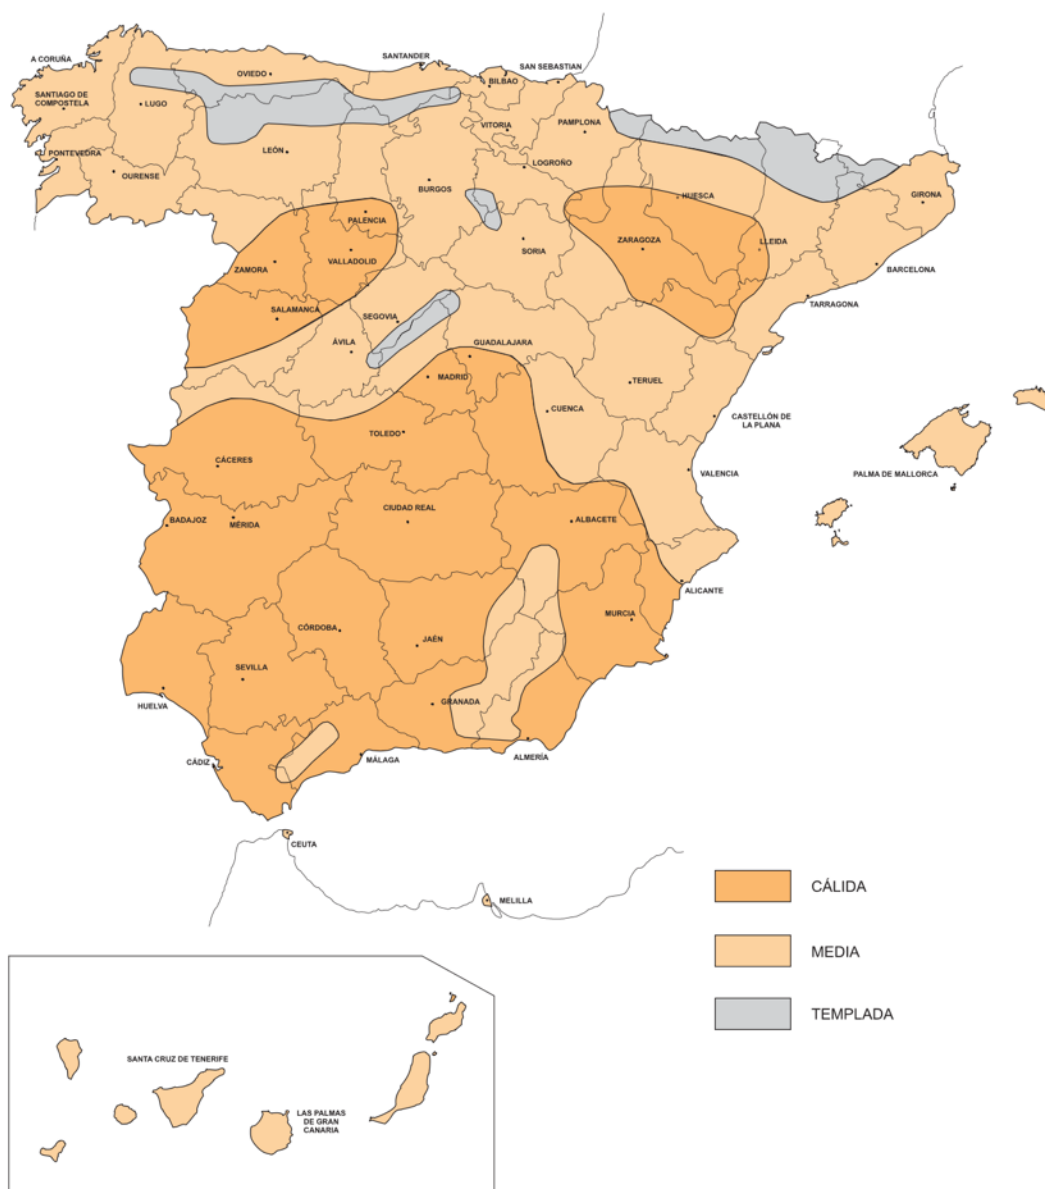 A CORUÑA
SANTANDER
SAN SEBASTIAN
OVIEDO
BILBAO
SANTIAGO DE
COMPOSTELA
LUGO
VITORIA
PAMPLONA
PONTEVEDRA
LEÓN
LOGROÑO
OURENSE
BURGOS
HUESCA
GIRONA
PALENCIA
ZAMORA
VALLADOLID
SORIA
ZARAGOZA
LLEIDA
BARCELONA
SALAMANCA
TARRAGONA
SEGOVIA
ÁVILA
GUADALAJARA
MADRID
TERUEL
CUENCA
CASTELLÓN DE
LA PLANA
TOLEDO
CÁCERES
VALENCIA
PALMA DE MALLORCA
CIUDAD REAL
BADAJOZ
MÉRIDA
ALBACETE
ALICANTE
MURCIA
CÓRDOBA
JAÉN
SEVILLA
HUELVA
GRANADA
CÁDIZ
MÁLAGA
ALMERÍA
CEUTA
MELILLA
CÁLIDA
MEDIA
TEMPLADA
SANTA CRUZ DE TENERIFE
LAS PALMAS
DE GRAN
CANARIA